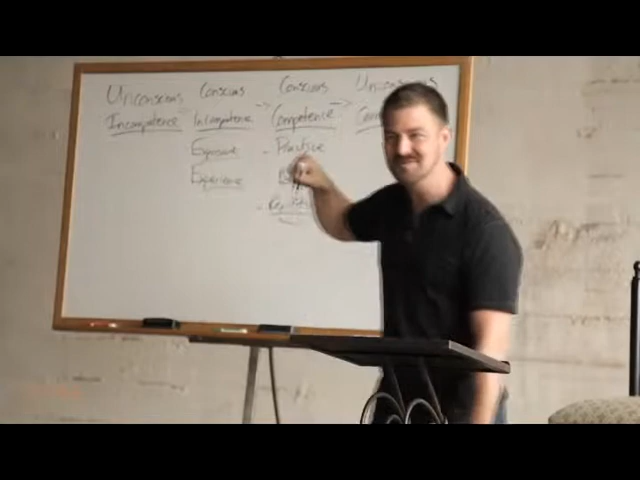 Unconscious Conscious Conscious
Incompetence Incompetence -> Competence ->
Exposure - Practice
Experience